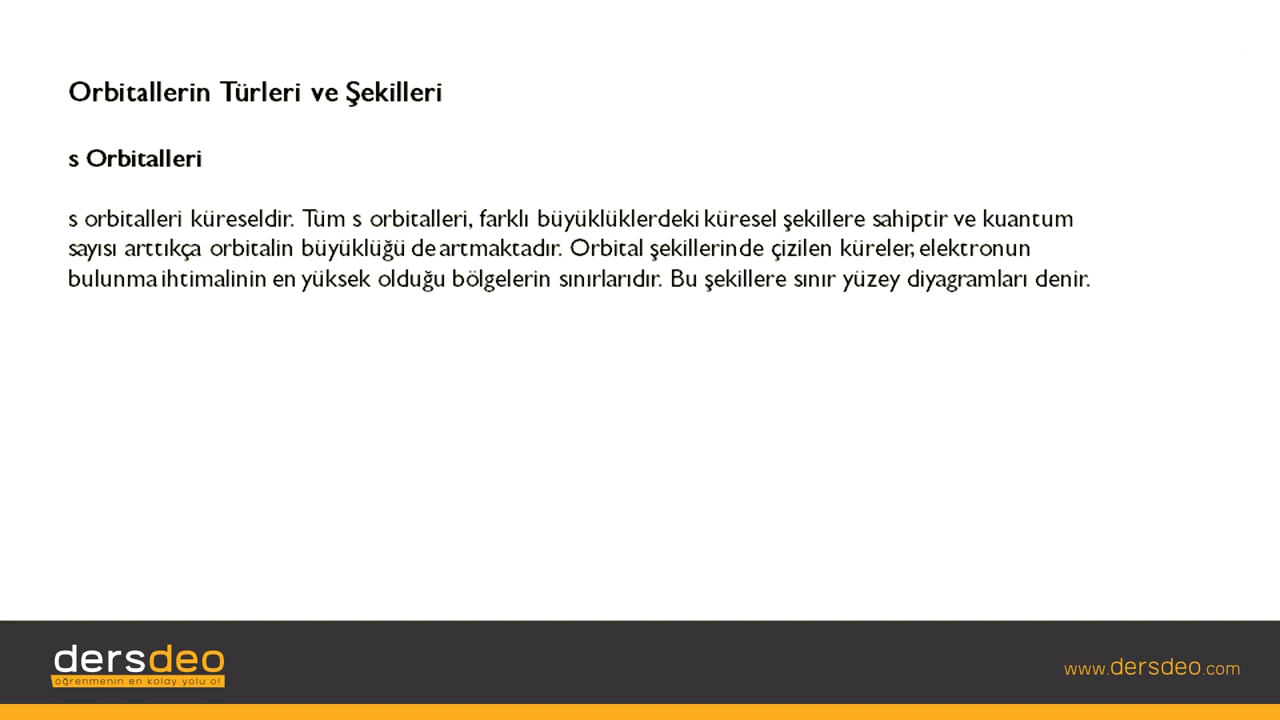 Orbitallerin Türleri ve Şekilleri
s Orbitalleri
s orbitalleri küreseldir. Tüm s orbitalleri, farklı büyüklüklerdeki küresel şekillere sahiptir ve kuantum
sayısı arttıkça orbitalin büyüklüğü de artmaktadır. Orbital şekillerinde çizilen küreler, elektronun
bulunma ihtimalinin en yüksek olduğu bölgelerin sınırlarıdır. Bu şekillere sınır yüzey diyagramları denir.
dersdeo
öğrenmenin en kolay yolu o!
www.dersdeo.com